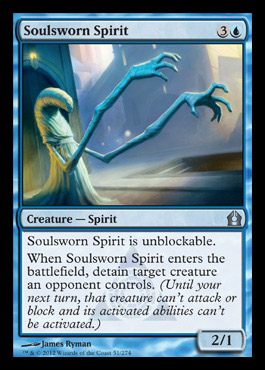 Soulsworn Spirit 3
Creature — Spirit
Soulsworn Spirit is unblockable.
When Soulsworn Spirit enters the
battlefield, detain target creature
an opponent controls. (Until your
next turn, that creature can't attack or
block and its activated abilities can't
be activated.)
James Ryman
™ & © 2012 Wizards of the Coast 51/274
2/1